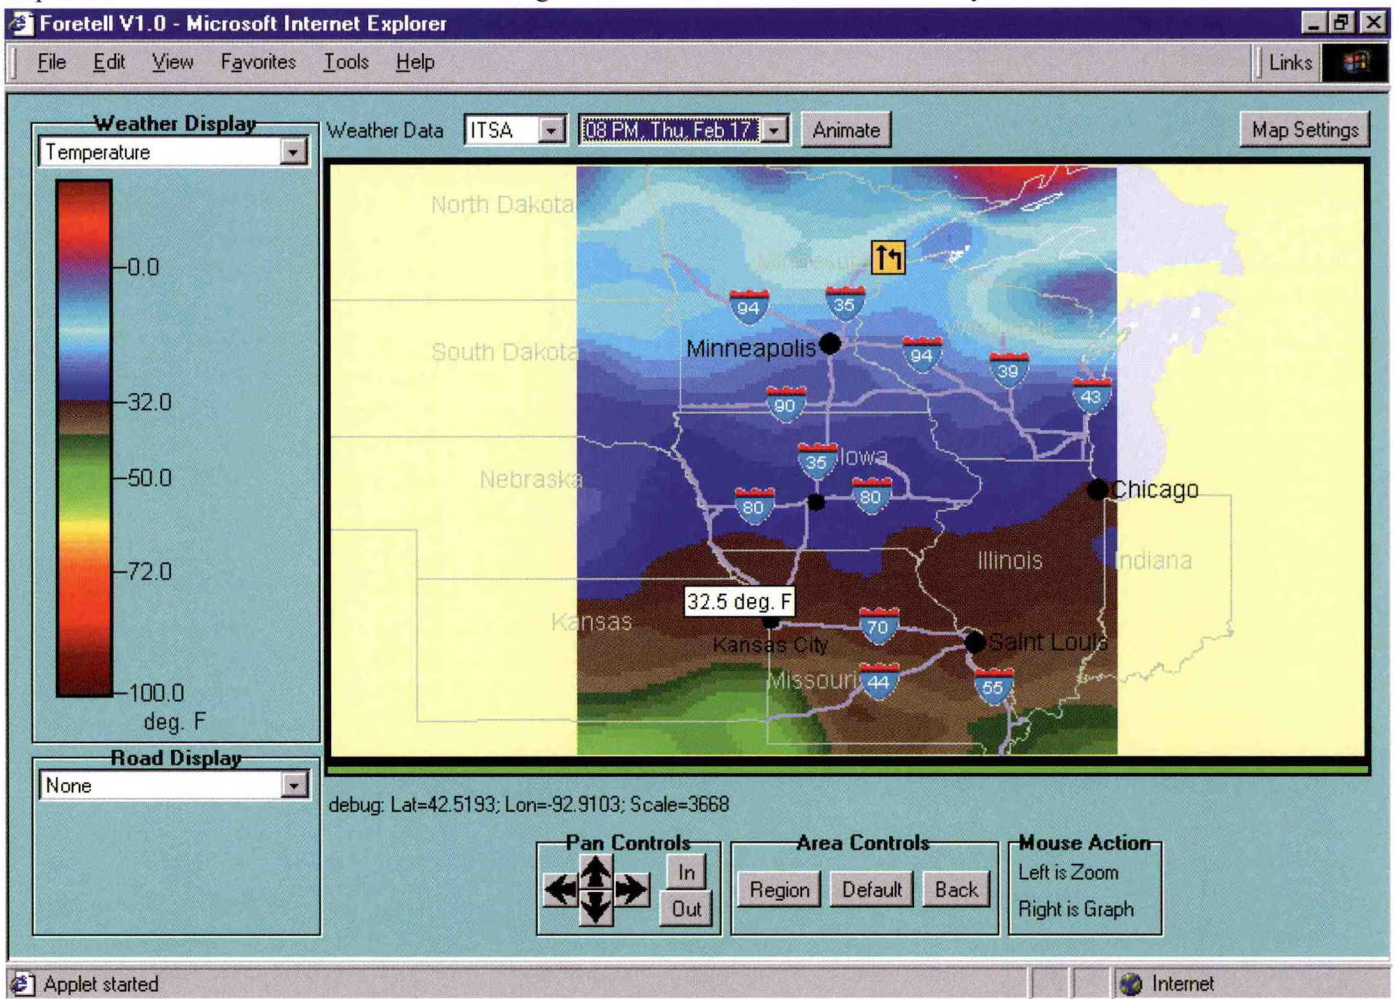 Foretell V1.0 - Microsoft Internet Explorer
File Edit View Favorites Tools Help Links
Weather Display
Temperature
0.0
32.0
50.0
72.0
100.0
deg. F
Road Display
None
Weather Data ITSA 08 PM, Thu, Feb 17 Animate Map Settings
North Dakota
Minnesota
94 35
South Dakota
Wisconsin
Minneapolis 94 39
90 43
35 Iowa
Nebraska
80 80 Chicago
Illinois Indiana
32.5 deg. F
Kansas 70
Kansas City Saint Louis
Missouri 44 55
debug: Lat=42.5193; Lon=-92.9103; Scale=3668
Pan Controls
In
Out
Area Controls
Region Default Back
Mouse Action
Left is Zoom
Right is Graph
Applet started Internet